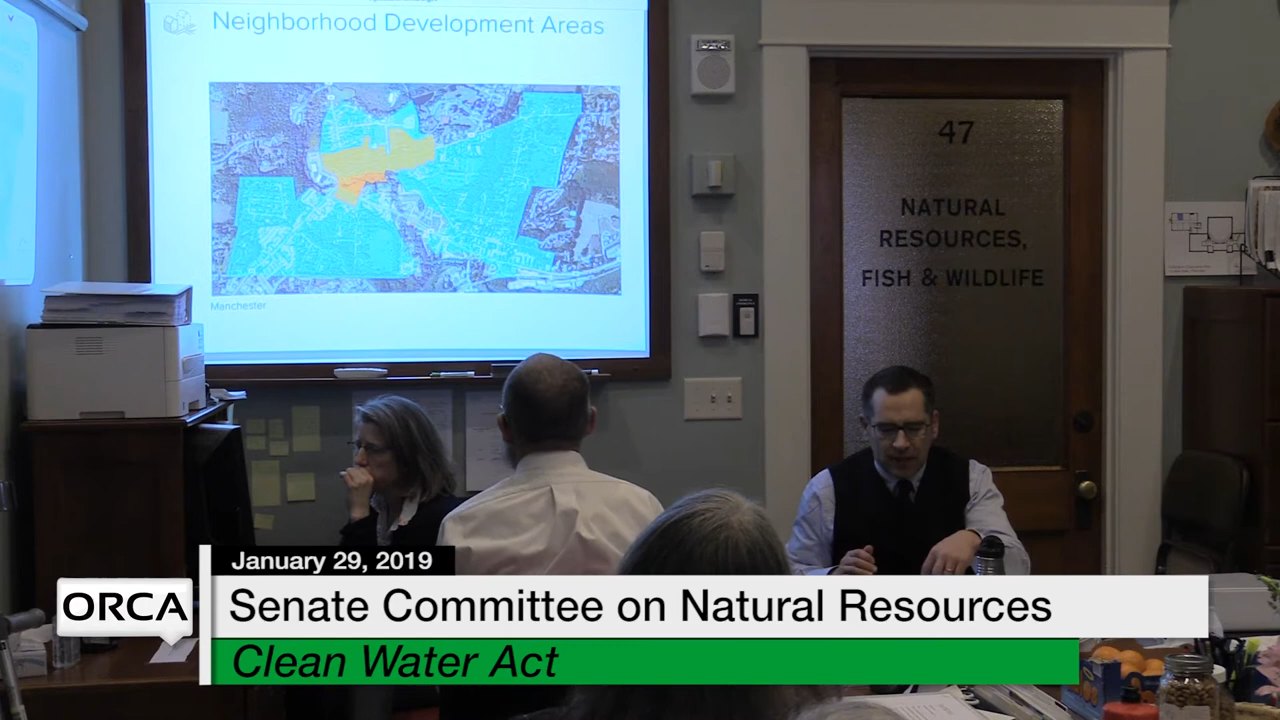 Neighborhood Development Areas
Manchester
47
NATURAL
RESOURCES,
FISH & WILDLIFE
January 29, 2019
ORCA
Senate Committee on Natural Resources
Clean Water Act